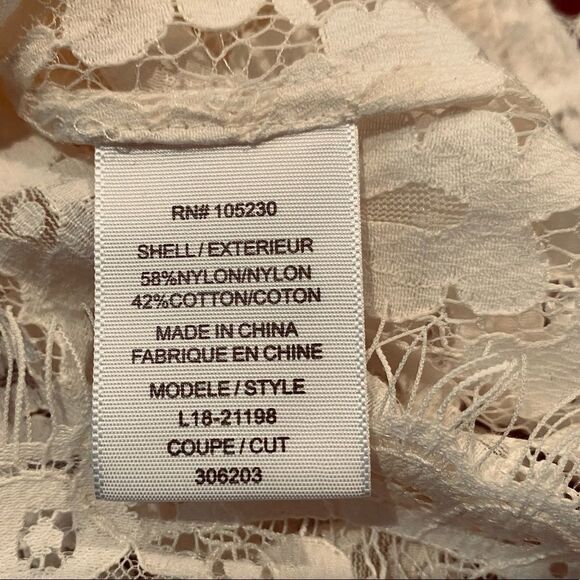 RN# 105230
SHELL/EXTERIEUR
58%NYLON/NYLON
42%COTTON/COTON
MADE IN CHINA
FABRIQUE EN CHINE
MODELE/STYLE
L18-21198
COUPE/CUT
306203